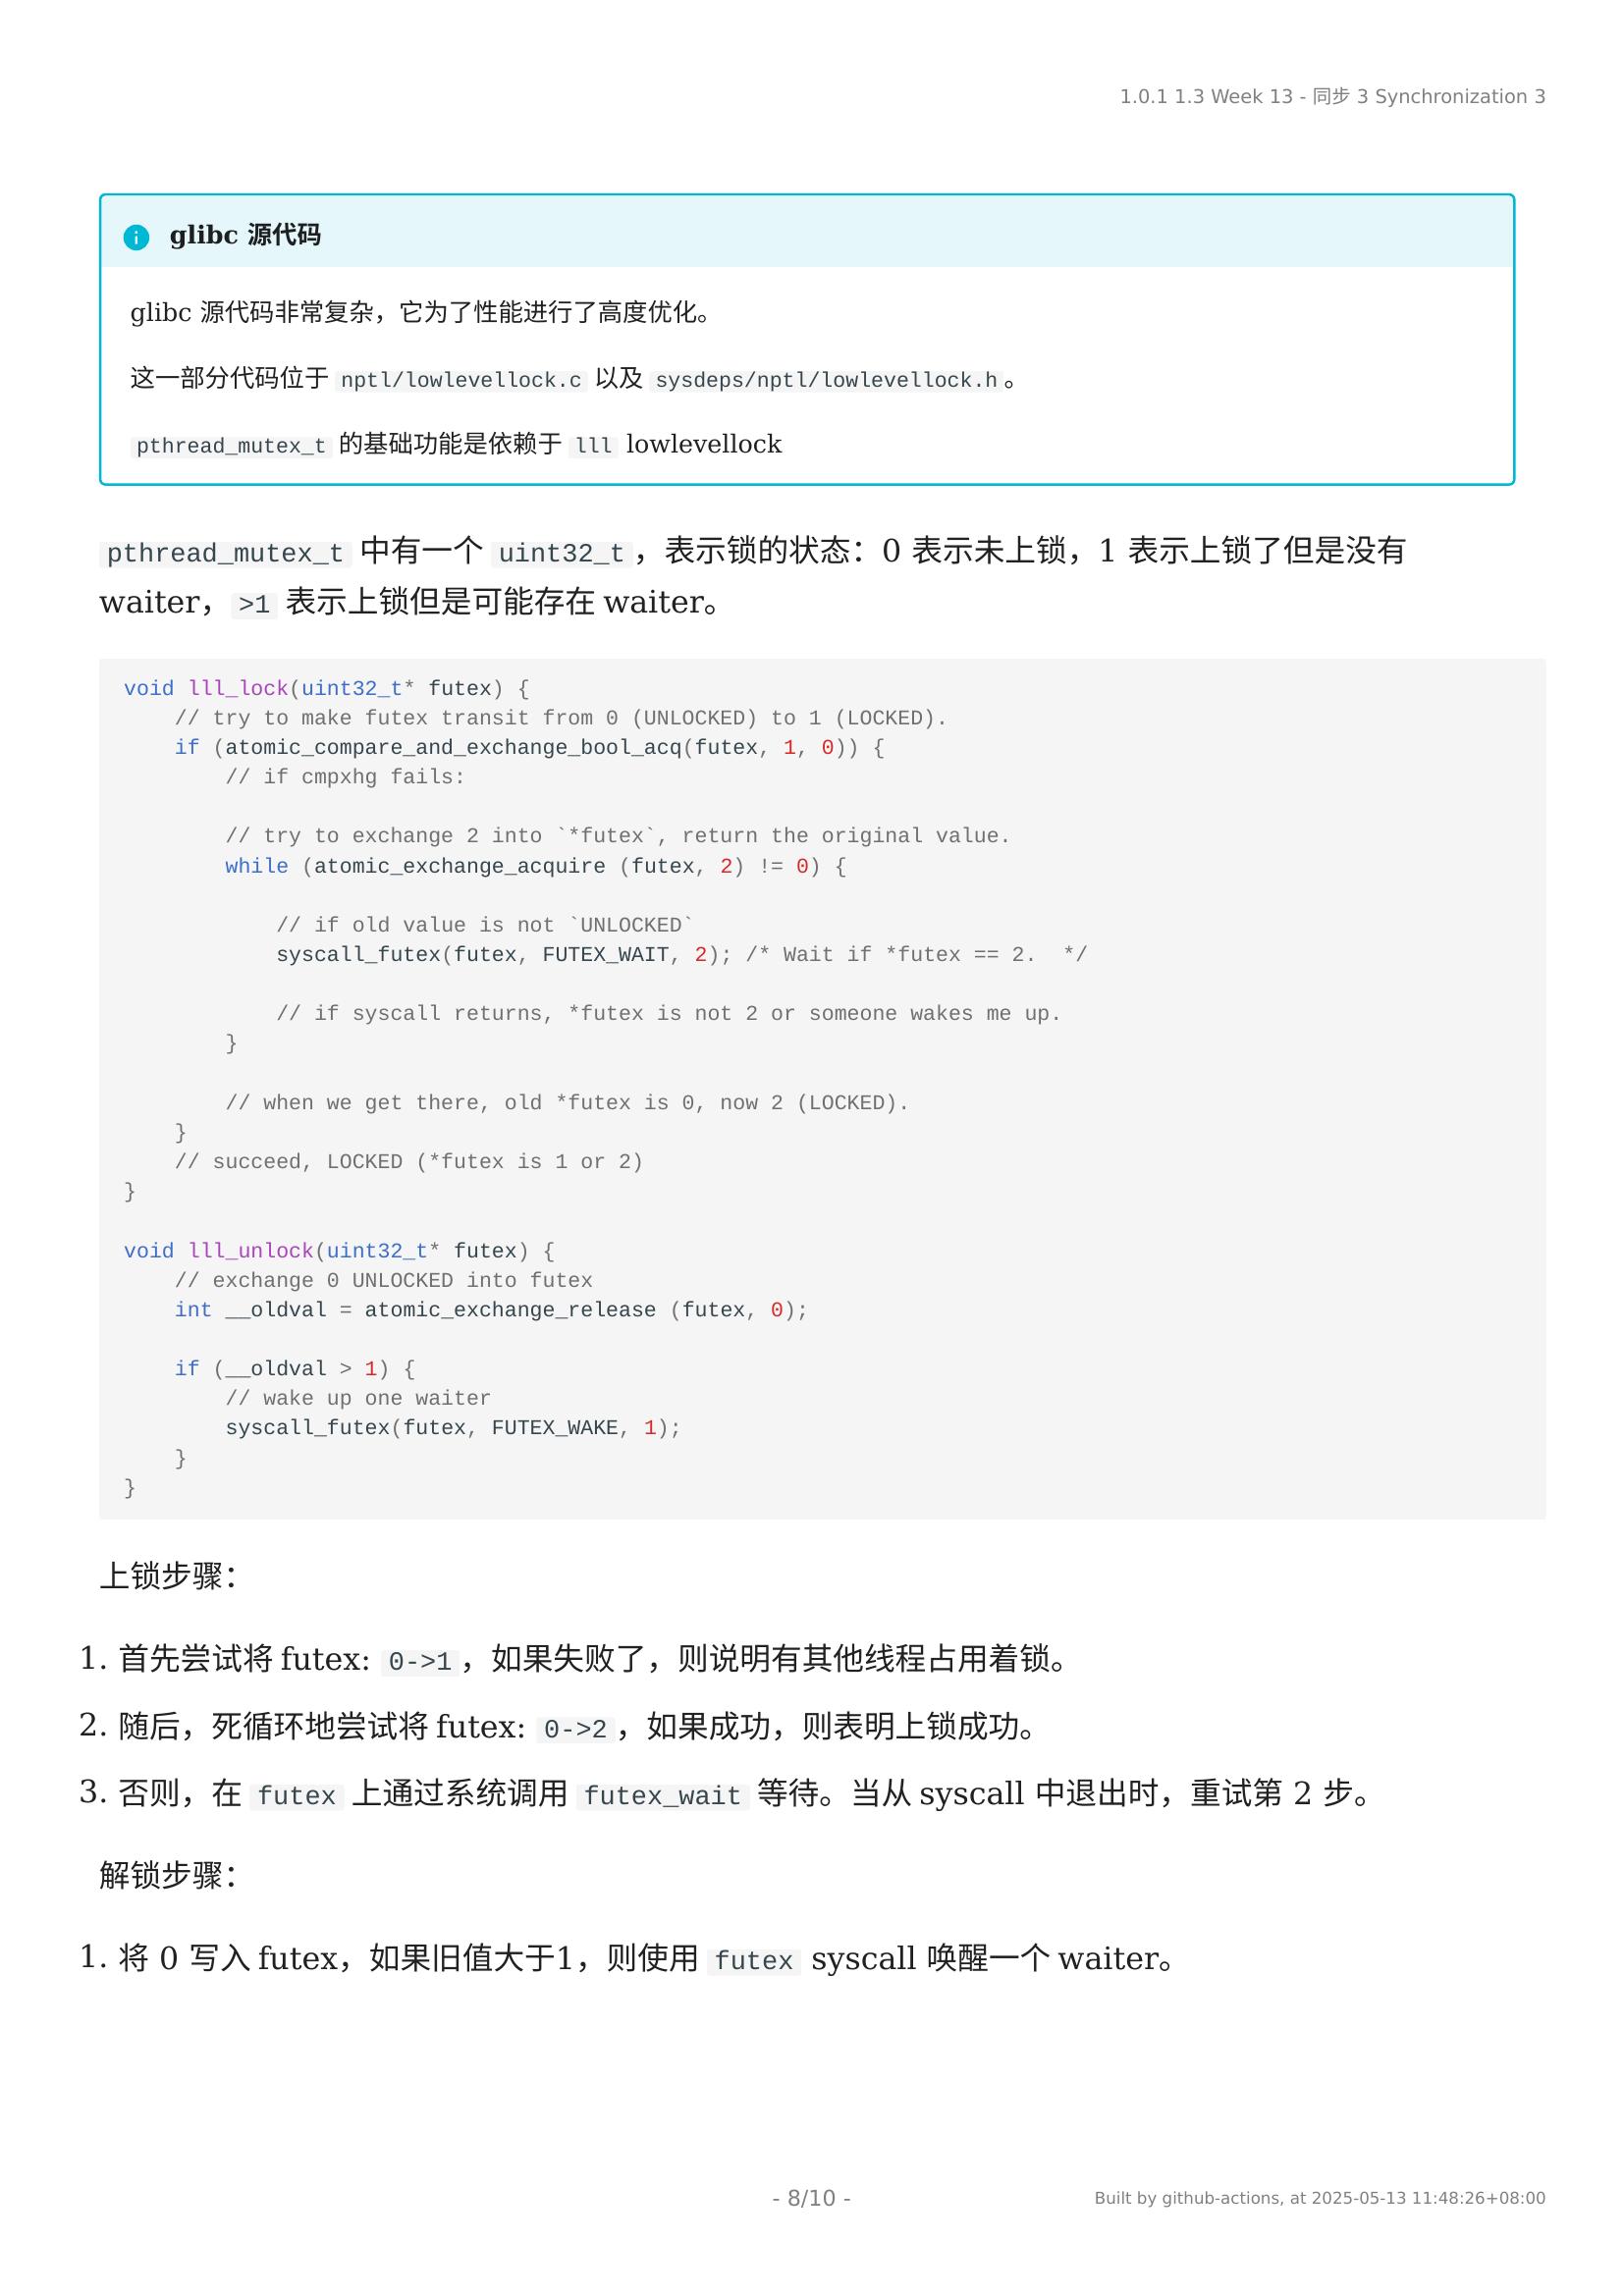 1.0.1 1.3 Week 13 - 同步 3 Synchronization 3
glibc 源代码
glibc 源代码非常复杂，它为了性能进行了高度优化。
这一部分代码位于 nptl/lowlevellock.c 以及 sysdeps/nptl/lowlevellock.h。
pthread_mutex_t 的基础功能是依赖于 lll lowlevellock
pthread_mutex_t 中有一个 uint32_t，表示锁的状态：0 表示未上锁，1 表示上锁了但是没有
waiter，>1 表示上锁但是可能存在 waiter。
void lll_lock(uint32_t* futex) {
    // try to make futex transit from 0 (UNLOCKED) to 1 (LOCKED).
    if (atomic_compare_and_exchange_bool_acq(futex, 1, 0)) {
        // if cmpxhg fails:

        // try to exchange 2 into `*futex`, return the original value.
        while (atomic_exchange_acquire (futex, 2) != 0) {

            // if old value is not `UNLOCKED`
            syscall_futex(futex, FUTEX_WAIT, 2); /* Wait if *futex == 2.  */

            // if syscall returns, *futex is not 2 or someone wakes me up.
        }

        // when we get there, old *futex is 0, now 2 (LOCKED).
    }
    // succeed, LOCKED (*futex is 1 or 2)
}

void lll_unlock(uint32_t* futex) {
    // exchange 0 UNLOCKED into futex
    int __oldval = atomic_exchange_release (futex, 0);

    if (__oldval > 1) {
        // wake up one waiter
        syscall_futex(futex, FUTEX_WAKE, 1);
    }
}
上锁步骤：
1. 首先尝试将 futex: 0->1，如果失败了，则说明有其他线程占用着锁。
2. 随后，死循环地尝试将 futex: 0->2，如果成功，则表明上锁成功。
3. 否则，在 futex 上通过系统调用 futex_wait 等待。当从 syscall 中退出时，重试第 2 步。
解锁步骤：
1. 将 0 写入 futex，如果旧值大于1，则使用 futex syscall 唤醒一个 waiter。
- 8/10 -
Built by github-actions, at 2025-05-13 11:48:26+08:00